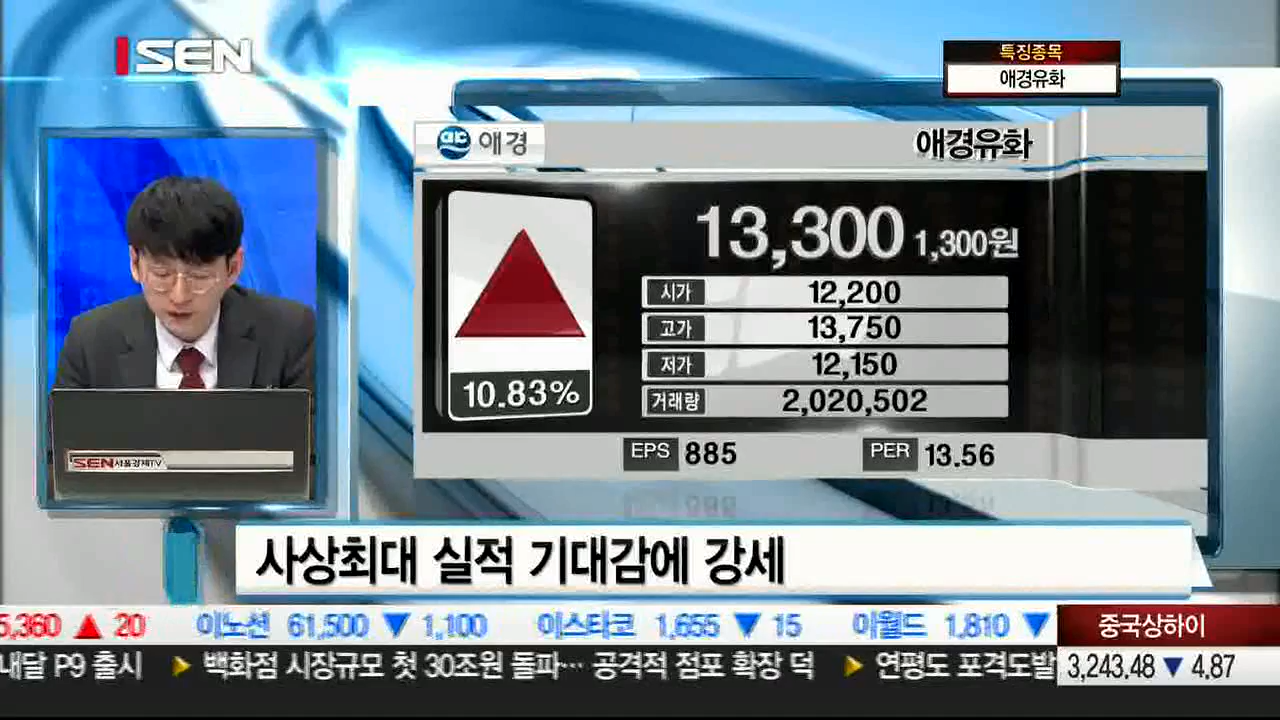 SEN
특징종목
애경유화
애경
애경유화
13,300 1,300원
10.83%
시가 12,200
고가 13,750
저가 12,150
거래량 2,020,502
EPS 885
PER 13.56
SEN 서울경제TV
사상최대 실적 기대감에 강세
5,360 ▲ 20 이노션 61,500 ▼ 1,100 이스타코 1,655 ▼ 15 이월드 1,810 ▼
중국상하이
내달 P9 출시 ▶ 백화점 시장규모 첫 30조원 돌파… 공격적 점포 확장 덕 ▶ 연평도 포격도발
3,243.48 ▼ 4.87